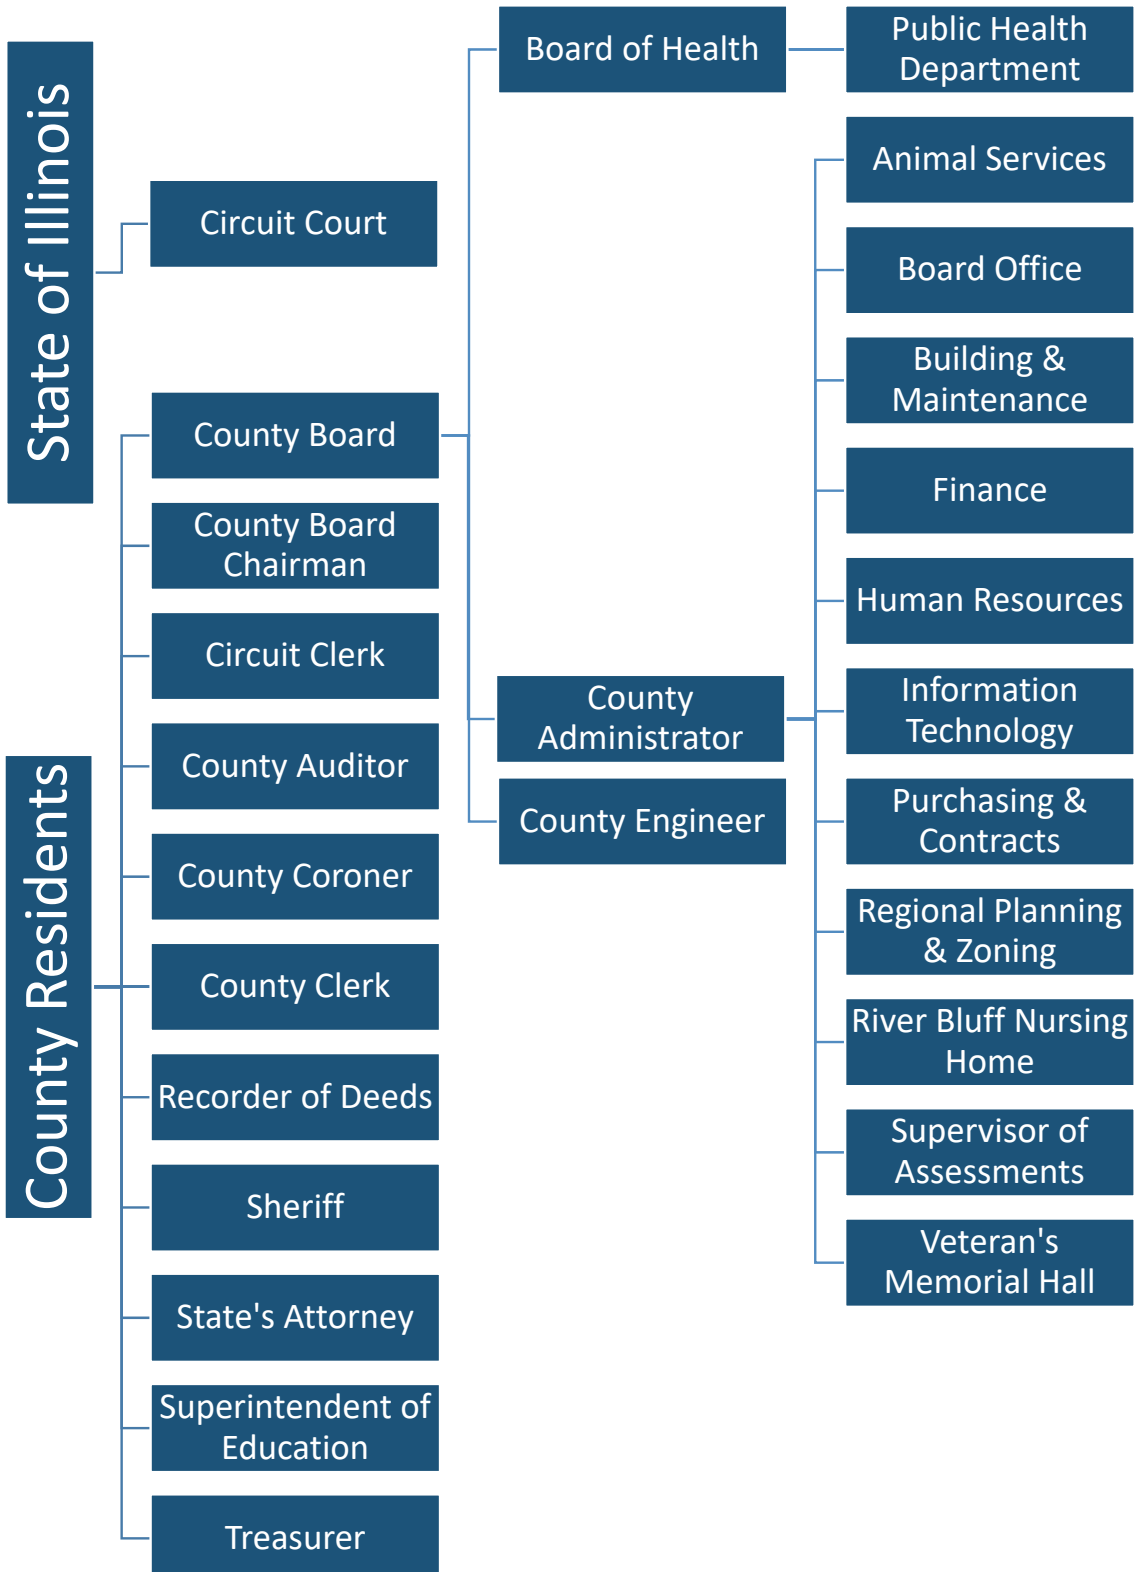 State of Illinois
Circuit Court
County Residents
County Board
County Board
Chairman
Circuit Clerk
County Auditor
County Coroner
County Clerk
Recorder of Deeds
Sheriff
State's Attorney
Superintendent of
Education
Treasurer
Board of Health
County
Administrator
County Engineer
Public Health
Department
Animal Services
Board Office
Building &
Maintenance
Finance
Human Resources
Information
Technology
Purchasing &
Contracts
Regional Planning
& Zoning
River Bluff Nursing
Home
Supervisor of
Assessments
Veteran's
Memorial Hall